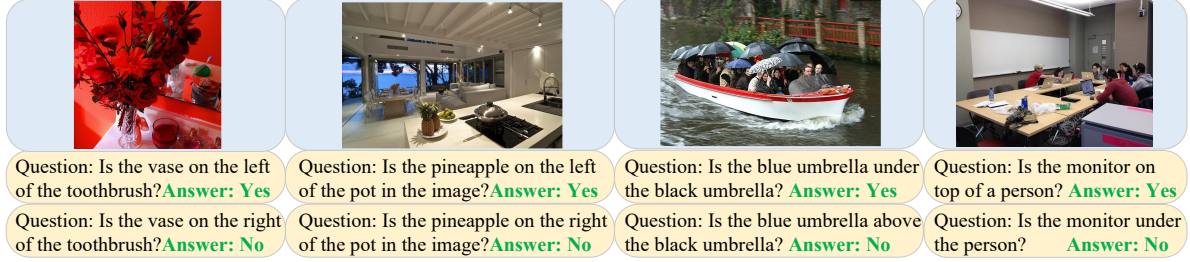 Question: Is the vase on the left
of the toothbrush?Answer: Yes
Question: Is the pineapple on the left
of the pot in the image?Answer: Yes
Question: Is the blue umbrella under
the black umbrella? Answer: Yes
Question: Is the monitor on
top of a person? Answer: Yes
Question: Is the vase on the right
of the toothbrush?Answer: No
Question: Is the pineapple on the right
of the pot in the image?Answer: No
Question: Is the blue umbrella above
the black umbrella? Answer: No
Question: Is the monitor under
the person? Answer: No